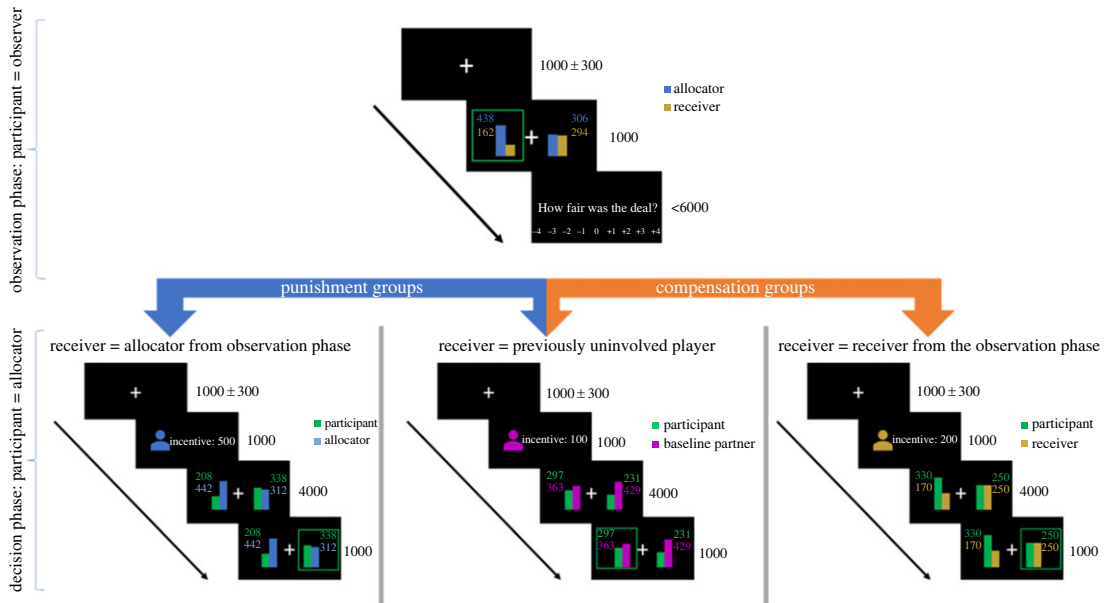 observation phase: participant = observer
1000 ± 300
allocator
receiver
438
162
306
294
1000
How fair was the deal?
<6000
–4 –3 –2 –1 0 +1 +2 +3 +4
punishment groups
compensation groups
decision phase: participant = allocator
receiver = allocator from observation phase
1000 ± 300
incentive: 500
1000
participant
allocator
208
442
338
312
4000
208
442
338
312
1000
receiver = previously uninvolved player
1000 ± 300
incentive: 100
1000
participant
baseline partner
297
363
231
429
4000
297
363
231
429
1000
receiver = receiver from the observation phase
1000 ± 300
incentive: 200
1000
participant
receiver
330
170
250
250
4000
330
170
250
250
1000